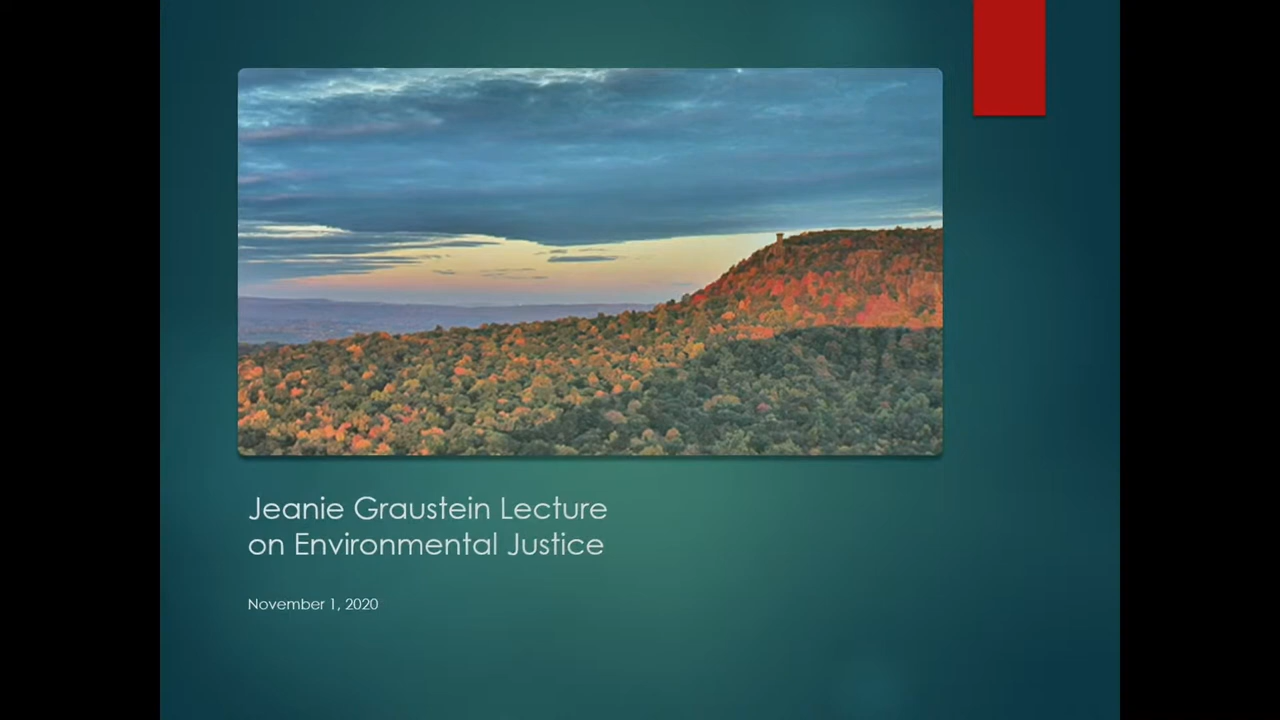 Jeanie Graustein Lecture
on Environmental Justice
November 1, 2020